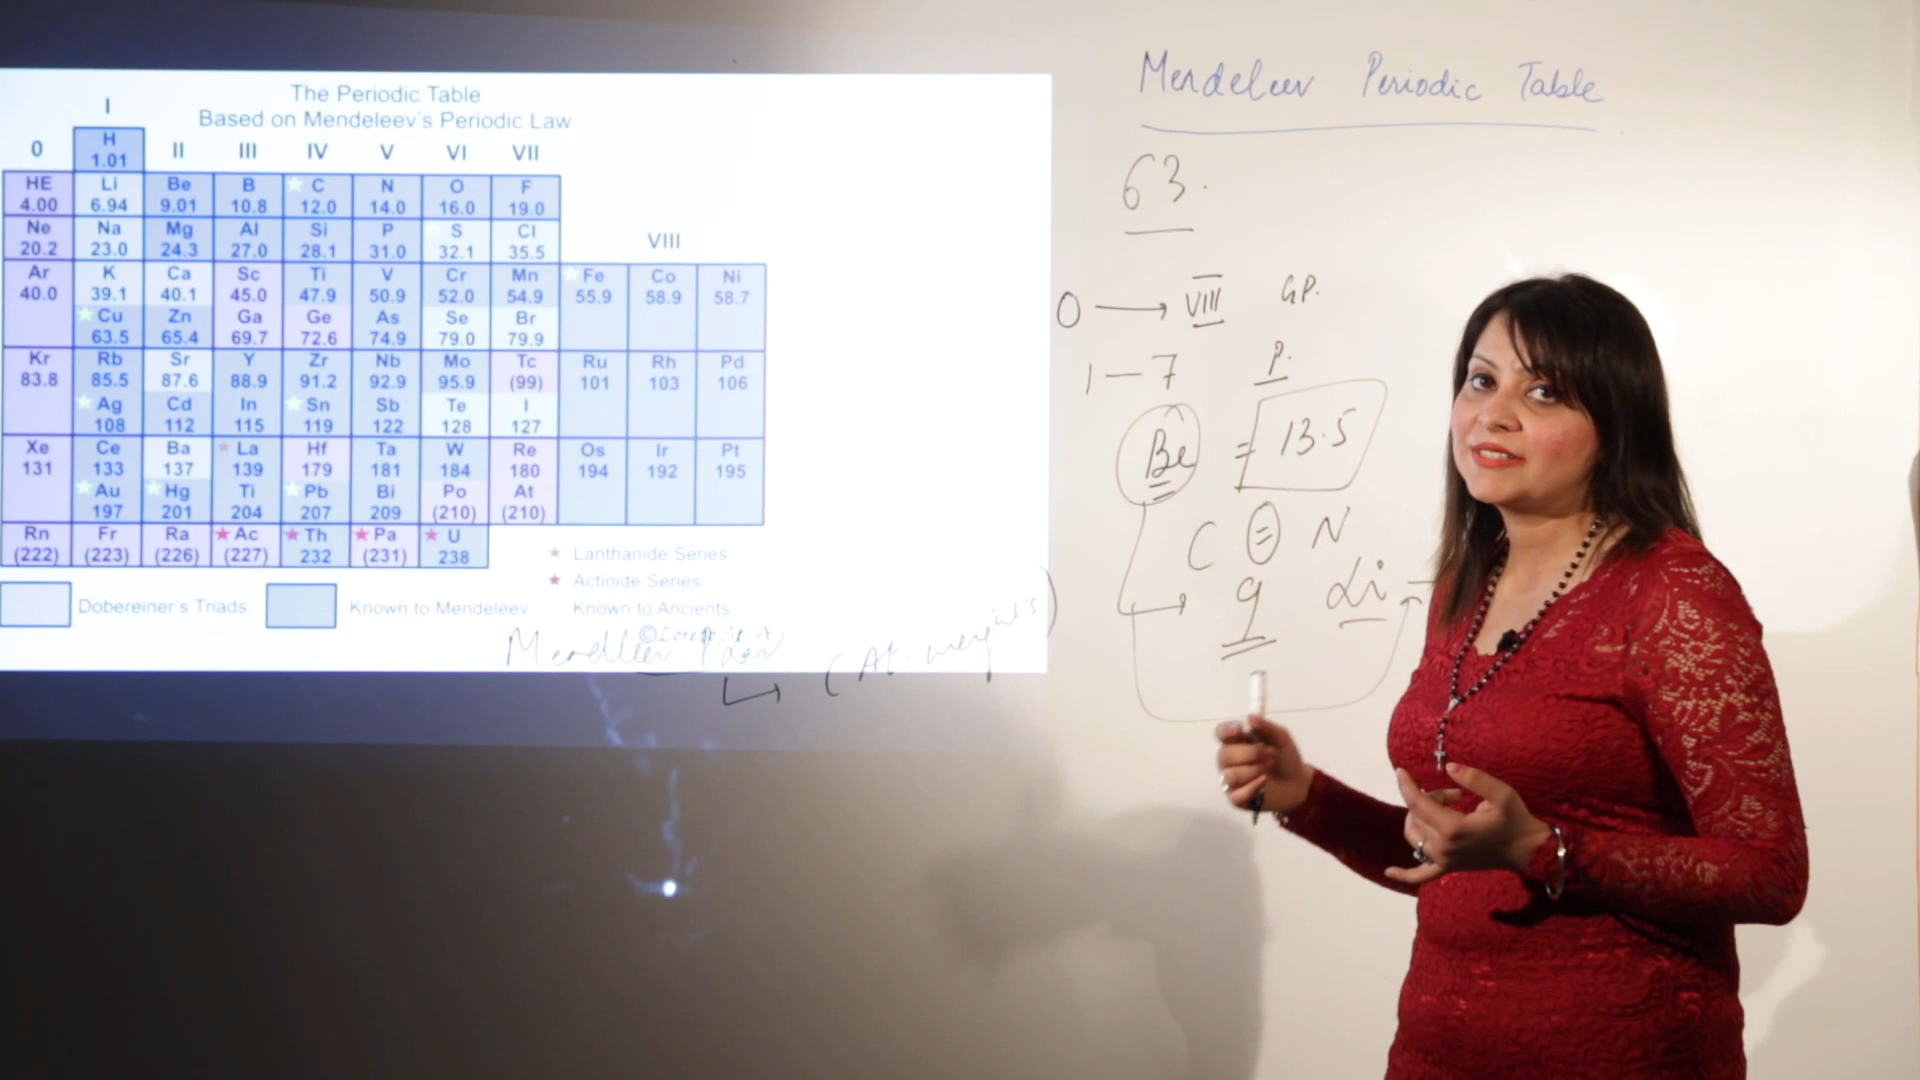 The Periodic Table
Based on Mendeleev's Periodic Law
0 I II III IV V VI VII
H
1.01
HE Li Be B C N O F
4.00 6.94 9.01 10.8 12.0 14.0 16.0 19.0
Ne Na Mg Al Si P S Cl
20.2 23.0 24.3 27.0 28.1 31.0 32.1 35.5
VIII
Ar K Ca Sc Ti V Cr Mn Fe Co Ni
40.0 39.1 40.1 45.0 47.9 50.9 52.0 54.9 55.9 58.9 58.7
Cu Zn Ga Ge As Se Br
63.5 65.4 69.7 72.6 74.9 79.0 79.9
Kr Rb Sr Y Zr Nb Mo Tc Ru Rh Pd
83.8 85.5 87.6 88.9 91.2 92.9 95.9 (99) 101 103 106
Ag Cd In Sn Sb Te I
108 112 115 119 122 128 127
Xe Ce Ba La Hf Ta W Re Os Ir Pt
131 133 137 139 179 181 184 180 194 192 195
Au Hg Ti Pb Bi Po At
197 201 204 207 209 (210) (210)
Rn Fr Ra Ac Th Pa U
(222) (223) (226) (227) 232 (231) 238
Lanthanide Series
Actinide Series
Dobereiner's Triads Known to Mendeleev Known to Ancients
(At. weight's)
Mendeleev Periodic Table
63.
0 → VIII GP.
1 — 7 P.
Be = 13.5
C = N
9 Li